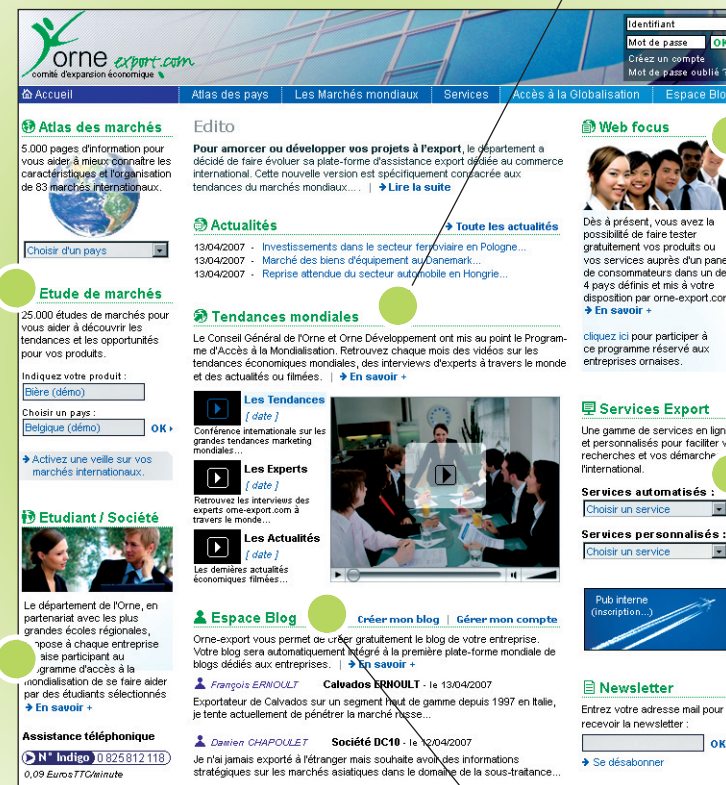 orne export.com
comité d'expansion économique
Identifiant
Mot de passe OK
Créez un compte
Mot de passe oublié ?
Accueil
Atlas des pays | Les Marchés mondiaux | Services | Accès à la Globalisation | Espace Blo
Atlas des marchés
5.000 pages d'information pour
vous aider à mieux connaître les
caractéristiques et l'organisation
de 83 marchés internationaux.
Choisir d'un pays
Etude de marchés
25.000 études de marchés pour
vous aider à découvrir les
tendances et les opportunités
pour vos produits.
Indiquez votre produit :
Bière (démo)
Choisir un pays :
Belgique (démo) OK
Activez une veille sur vos
marchés internationaux.
Etudiant / Société
Le département de l'Orne, en
partenariat avec les plus
grandes écoles régionales,
opose à chaque entreprise
aise participant au
ogramme d'accès à la
mondialisation de se faire aider
par des étudiants sélectionnés
En savoir +
Assistance téléphonique
N° Indigo 0 825 812 118
0,09 EurosTTC/minute
Edito
Pour amorcer ou développer vos projets à l'export, le département a
décidé de faire évoluer sa plate-forme d'assistance export dédiée au commerce
international. Cette nouvelle version est spécifiquement consacrée aux
tendances du marchés mondiaux.... | Lire la suite
Actualités Toute les actualités
13/04/2007 - Investissements dans le secteur ferroviaire en Pologne...
13/04/2007 - Marché des biens d'équipement au Danemark...
13/04/2007 - Reprise attendue du secteur automobile en Hongrie...
Tendances mondiales
Le Conseil Général de l'Orne et Orne Développement ont mis au point le Program-
me d'Accès à la Mondialisation. Retrouvez chaque mois des vidéos sur les
tendances économiques mondiales, des interviews d'experts à travers le monde
et des actualités ou filmées. | En savoir +
Les Tendances
[ date ]
Conférence internationale sur les
grandes tendances marketing
mondiales...
Les Experts
[ date ]
Retrouvez les interviews des
experts orne-export.com à
travers le monde...
Les Actualités
[ date ]
Les dernières actualités
économiques filmées...
Espace Blog Créer mon blog | Gérer mon compte
Orne-export vous permet de créer gratuitement le blog de votre entreprise.
Votre blog sera automatiquement intégré à la première plate-forme mondiale de
blogs dédiés aux entreprises. | En savoir +
François ERNOULT Calvados ERNOULT - le 13/04/2007
Exportateur de Calvados sur un segment haut de gamme depuis 1997 en Italie,
je tente actuellement de pénétrer la marché russe...
Damien CHAPOULET Société DC10 - le 12/04/2007
Je n'ai jamais exporté à l'étranger mais souhaite avoir des informations
stratégiques sur les marchés asiatiques dans le domaine de la sous-traitance...
Web focus
Dès à présent, vous avez la
possibilité de faire tester
gratuitement vos produits ou
vos services auprès d'un pane
de consommateurs dans un de
4 pays définis et mis à votre
disposition par orne-export.cor
En savoir +
cliquez ici pour participer à
ce programme réservé aux
entreprises ornaises.
Services Export
Une gamme de services en lign
et personnalisés pour faciliter v
recherches et vos démarche
l'international.
Services automatisés :
Choisir un service
Services personnalisés :
Choisir un service
Pub interne
(inscription...)
Newsletter
Entrez votre adresse mail pour
recevoir la newsletter :
OK
Se désabonner